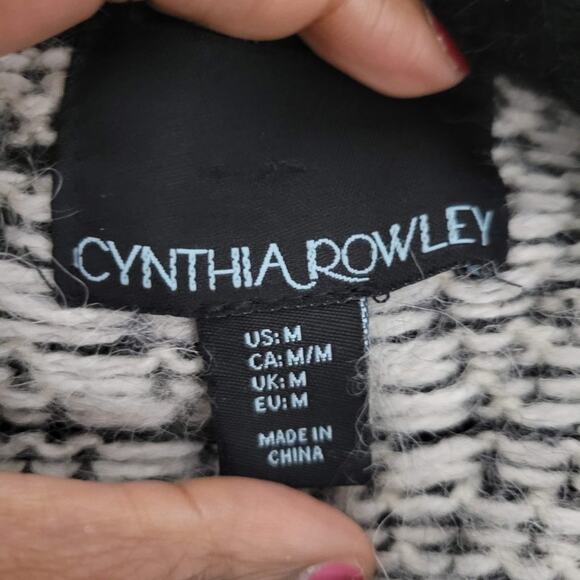 CYNTHIA ROWLEY
US: M
CA: M/M
UK: M
EU: M
MADE IN
CHINA